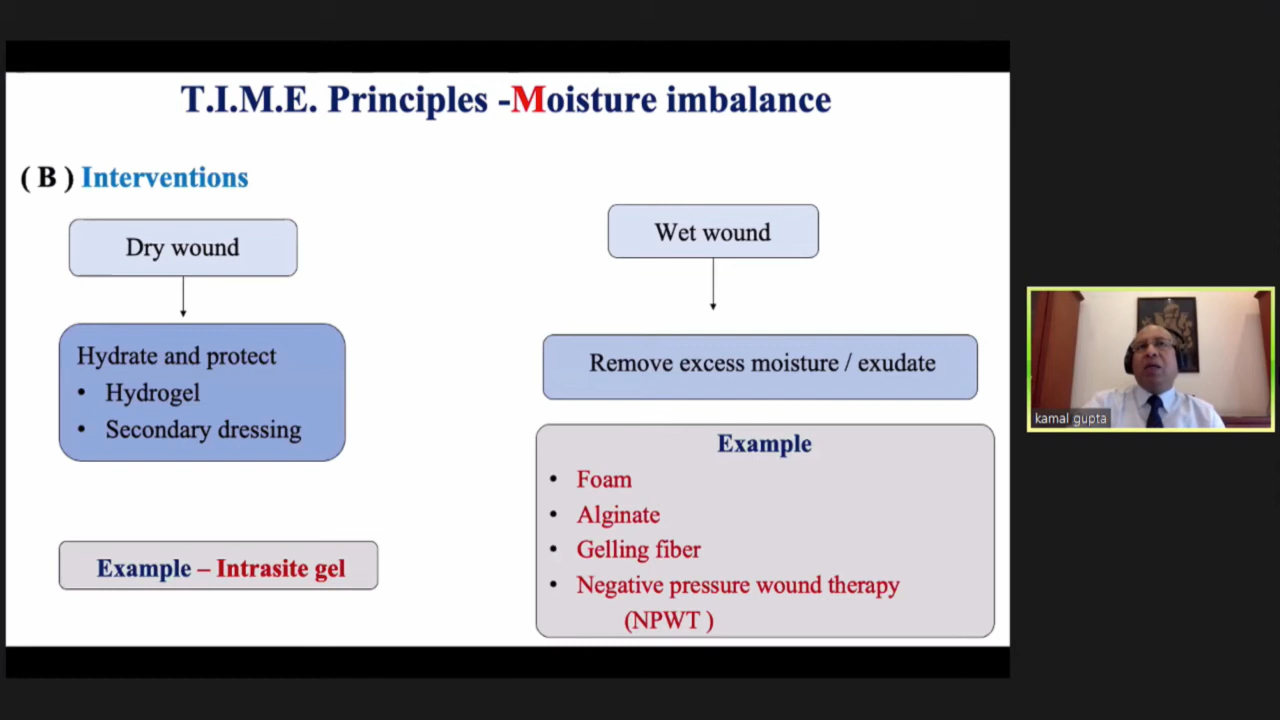 T.I.M.E. Principles -Moisture imbalance
( B ) Interventions
Dry wound
Hydrate and protect
• Hydrogel
• Secondary dressing
Example – Intrasite gel
Wet wound
Remove excess moisture / exudate
Example
• Foam
• Alginate
• Gelling fiber
• Negative pressure wound therapy
(NPWT )
kamal gupta